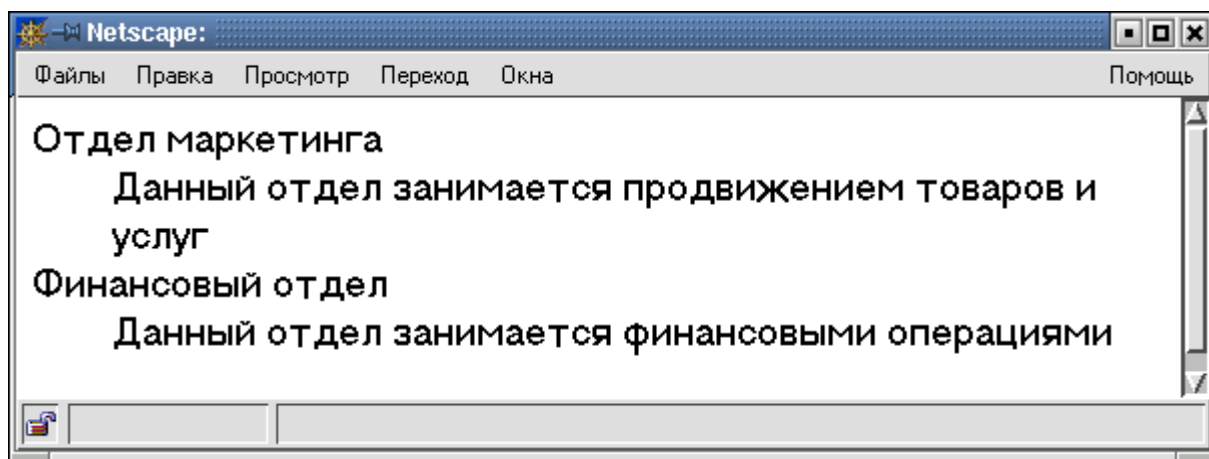 Netscape:
Файлы Правка Просмотр Переход Окна Помощь
Отдел маркетинга
Данный отдел занимается продвижением товаров и
услуг
Финансовый отдел
Данный отдел занимается финансовыми операциями